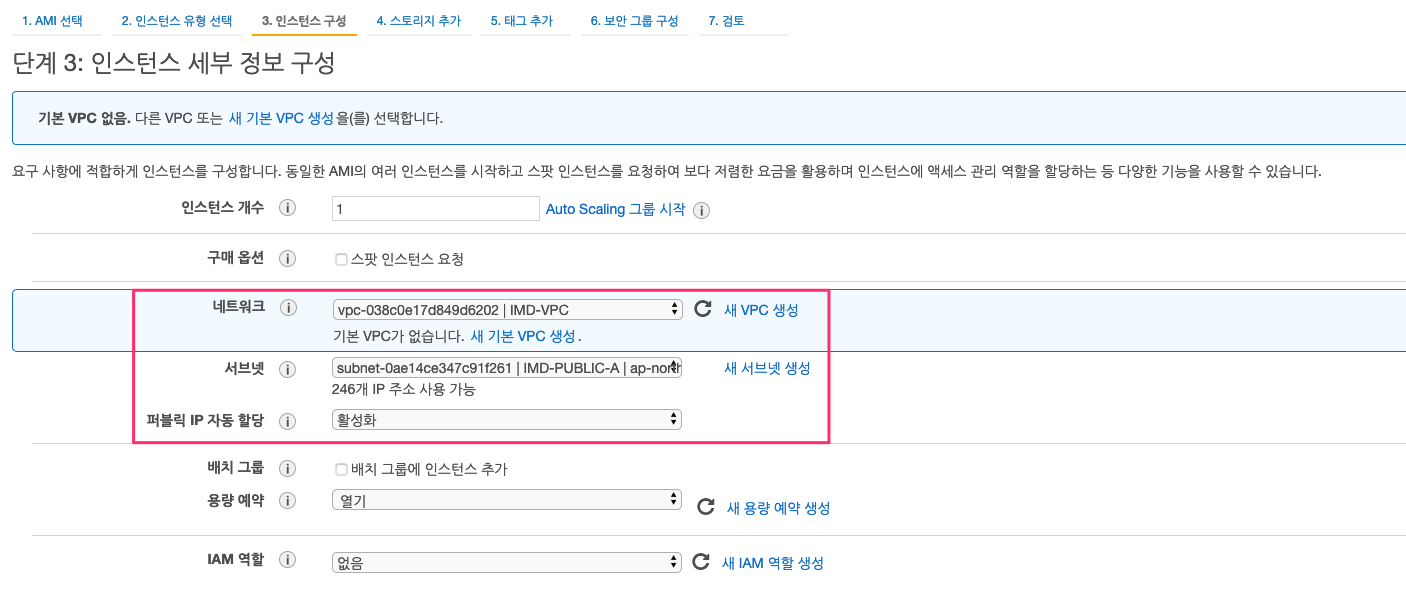 1. AMI 선택 2. 인스턴스 유형 선택 3. 인스턴스 구성 4. 스토리지 추가 5. 태그 추가 6. 보안 그룹 구성 7. 검토
단계 3: 인스턴스 세부 정보 구성
기본 VPC 없음. 다른 VPC 또는 새 기본 VPC 생성을(를) 선택합니다.
요구 사항에 적합하게 인스턴스를 구성합니다. 동일한 AMI의 여러 인스턴스를 시작하고 스팟 인스턴스를 요청하여 보다 저렴한 요금을 활용하며 인스턴스에 액세스 관리 역할을 할당하는 등 다양한 기능을 사용할 수 있습니다.
인스턴스 개수 i 1 Auto Scaling 그룹 시작 i
구매 옵션 i 스팟 인스턴스 요청
네트워크 i vpc-038c0e17d849d6202 | IMD-VPC 새 VPC 생성
기본 VPC가 없습니다. 새 기본 VPC 생성.
서브넷 i subnet-0ae14ce347c91f261 | IMD-PUBLIC-A | ap-north 새 서브넷 생성
246개 IP 주소 사용 가능
퍼블릭 IP 자동 할당 i 활성화
배치 그룹 i 배치 그룹에 인스턴스 추가
용량 예약 i 열기 새 용량 예약 생성
IAM 역할 i 없음 새 IAM 역할 생성